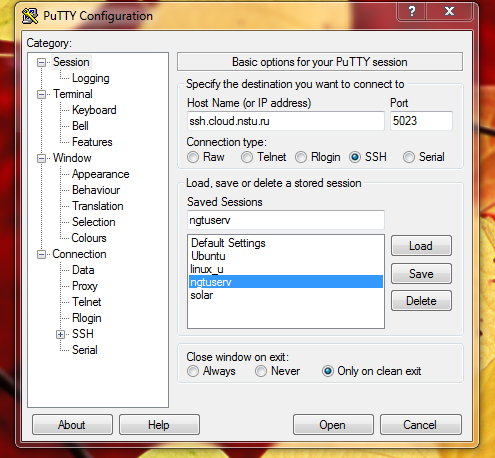 PuTTY Configuration
Category:
Session
Logging
Terminal
Keyboard
Bell
Features
Window
Appearance
Behaviour
Translation
Selection
Colours
Connection
Data
Proxy
Telnet
Rlogin
SSH
Serial
Basic options for your PuTTY session
Specify the destination you want to connect to
Host Name (or IP address) Port
ssh.cloud.nstu.ru 5023
Connection type:
Raw Telnet Rlogin SSH Serial
Load, save or delete a stored session
Saved Sessions
ngtuserv
Default Settings
Ubuntu
linux_u
ngtuserv
solar
Load
Save
Delete
Close window on exit:
Always Never Only on clean exit
About Help Open Cancel